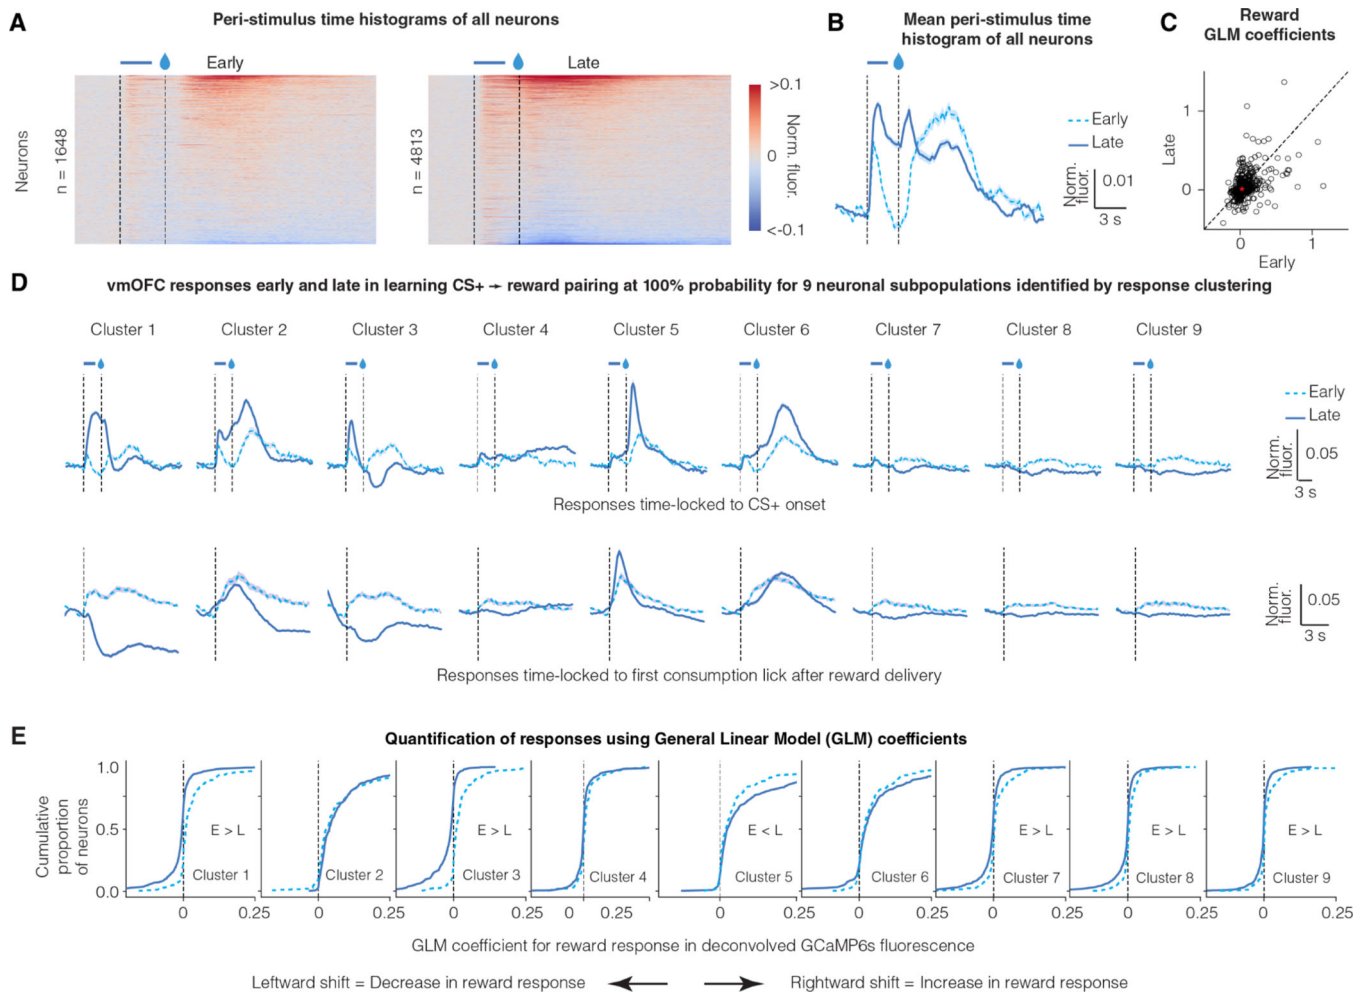 A
Peri-stimulus time histograms of all neurons
Early
Late
Neurons
n = 1648
n = 4813
>0.1
0
<-0.1
Norm. fluor.
B
Mean peri-stimulus time
histogram of all neurons
Early
Late
Norm.
fluor.
0.01
3 s
C
Reward
GLM coefficients
Late
1
0
0
1
Early
D
vmOFC responses early and late in learning CS+ → reward pairing at 100% probability for 9 neuronal subpopulations identified by response clustering
Cluster 1
Cluster 2
Cluster 3
Cluster 4
Cluster 5
Cluster 6
Cluster 7
Cluster 8
Cluster 9
Early
Late
Norm.
fluor.
0.05
3 s
Responses time-locked to CS+ onset
Norm.
fluor.
0.05
3 s
Responses time-locked to first consumption lick after reward delivery
E
Quantification of responses using General Linear Model (GLM) coefficients
Cumulative
proportion
of neurons
1.0
0.5
0.0
E > L
Cluster 1
Cluster 2
E > L
Cluster 3
Cluster 4
E < L
Cluster 5
Cluster 6
E > L
Cluster 7
E > L
Cluster 8
E > L
Cluster 9
0 0.25
0 0.25
0 0.25
0 0.25
0 0.25
0 0.25
0 0.25
0 0.25
0 0.25
GLM coefficient for reward response in deconvolved GCaMP6s fluorescence
Leftward shift = Decrease in reward response
Rightward shift = Increase in reward response